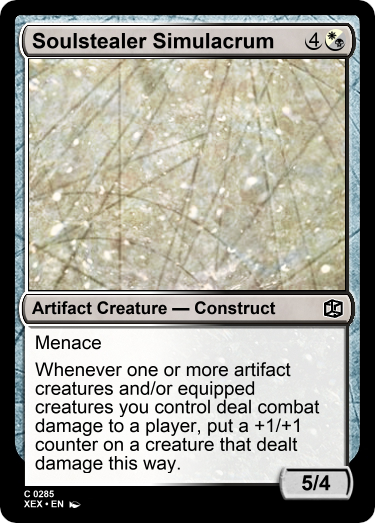 Soulstealer Simulacrum 4
Artifact Creature — Construct
Menace
Whenever one or more artifact
creatures and/or equipped
creatures you control deal combat
damage to a player, put a +1/+1
counter on a creature that dealt
damage this way.
5/4
C 0285
XEX • EN